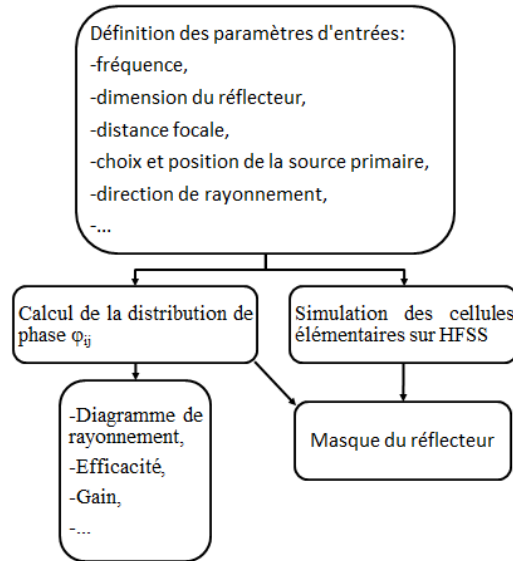 Définition des paramètres d'entrées:
-fréquence,
-dimension du réflecteur,
-distance focale,
-choix et position de la source primaire,
-direction de rayonnement,
-...
Calcul de la distribution de
phase φij
Simulation des cellules
élémentaires sur HFSS
-Diagramme de
rayonnement,
-Efficacité,
-Gain,
-...
Masque du réflecteur